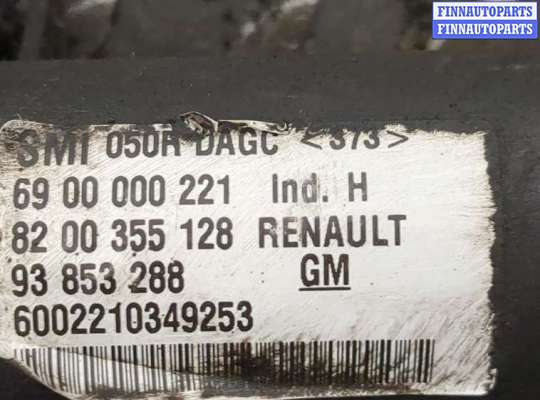 FINNAUTOPARTS
FINNAUTOPARTS
SMI 050R DAGC <373>
69 00 000 221 Ind. H
82 00 355 128 RENAULT
93 853 288 GM
6002210349253